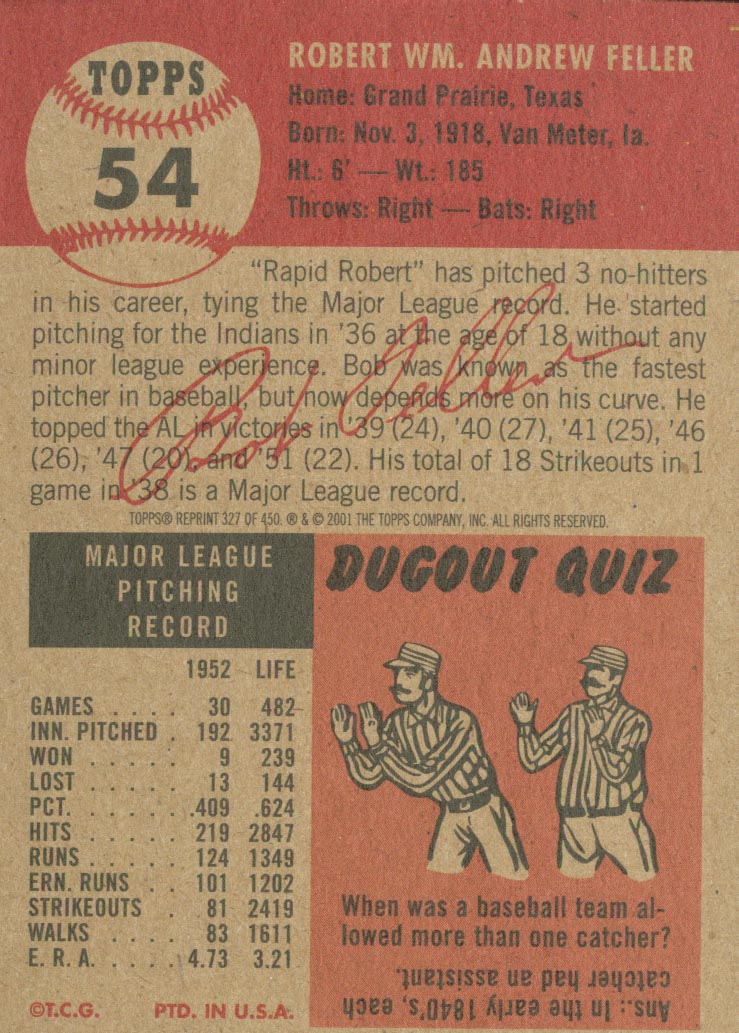 TOPPS
54
ROBERT WM. ANDREW FELLER
Home: Grand Prairie, Texas
Born: Nov. 3, 1918, Van Meter, Ia.
Ht.: 6' — Wt.: 185
Throws: Right — Bats: Right
"Rapid Robert" has pitched 3 no-hitters
in his career, tying the Major League record. He started
pitching for the Indians in '36 at the age of 18 without any
minor league experience. Bob was known as the fastest
pitcher in baseball, but now depends more on his curve. He
topped the AL in victories in '39 (24), '40 (27), '41 (25), '46
(26), '47 (20), and '51 (22). His total of 18 Strikeouts in 1
game in '38 is a Major League record.
Bob Feller
TOPPS® REPRINT 327 OF 450. ® & © 2001 THE TOPPS COMPANY, INC. ALL RIGHTS RESERVED.
MAJOR LEAGUE
PITCHING
RECORD
1952 LIFE
GAMES . . . . 30 482
INN. PITCHED . 192 3371
WON . . . . . 9 239
LOST . . . . . 13 144
PCT. . . . . . .409 .624
HITS . . . . . 219 2847
RUNS . . . . . 124 1349
ERN. RUNS . . 101 1202
STRIKEOUTS . 81 2419
WALKS . . . . 83 1611
E. R. A. . . . . 4.73 3.21
©T.C.G. PTD. IN U.S.A.
DUGOUT QUIZ
When was a baseball team al-
lowed more than one catcher?
Ans.: In the early 1840's, each
catcher had an assistant.